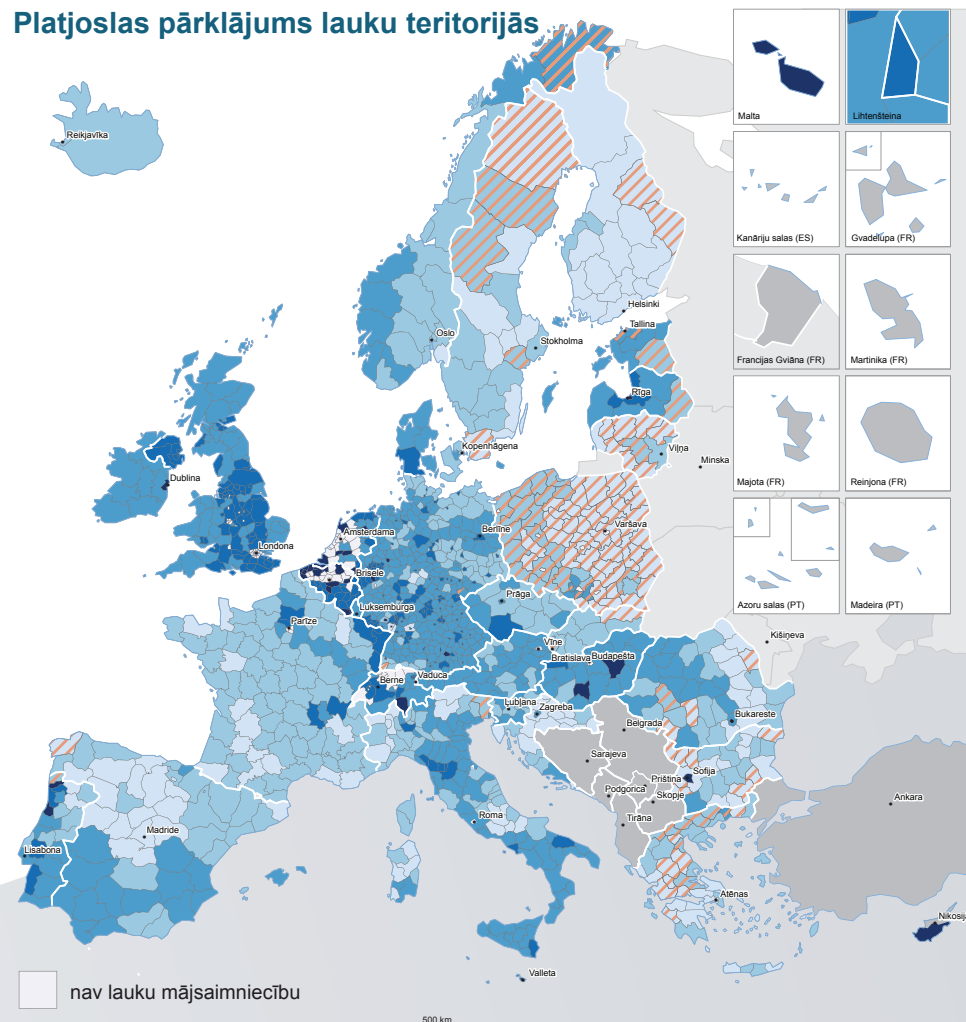 Platjoslas pārklājums lauku teritorijās
Malta
Lihtenšteina
Reikjavīka
Kanāriju salas (ES)
Gvadelupa (FR)
Helsinki
Tallina
Oslo
Stokholma
Francijas Gviāna (FR)
Martinika (FR)
Rīga
Kopenhāgena
Viļņa
Minska
Dublina
Majota (FR)
Reinjona (FR)
Londona
Amsterdama
Berlīne
Varšava
Brisele
Prāga
Azoru salas (PT)
Madeira (PT)
Luksemburga
Parīze
Kišiņeva
Vīne
Bratislava
Budapešta
Berne
Vaduca
Ļubļana
Zagreba
Bukareste
Belgrada
Sarajeva
Sofija
Priština
Podgorica
Skopje
Ankara
Tirāna
Roma
Madride
Lisabona
Atēnas
Nikosija
Valleta
nav lauku mājsaimniecību
500 km